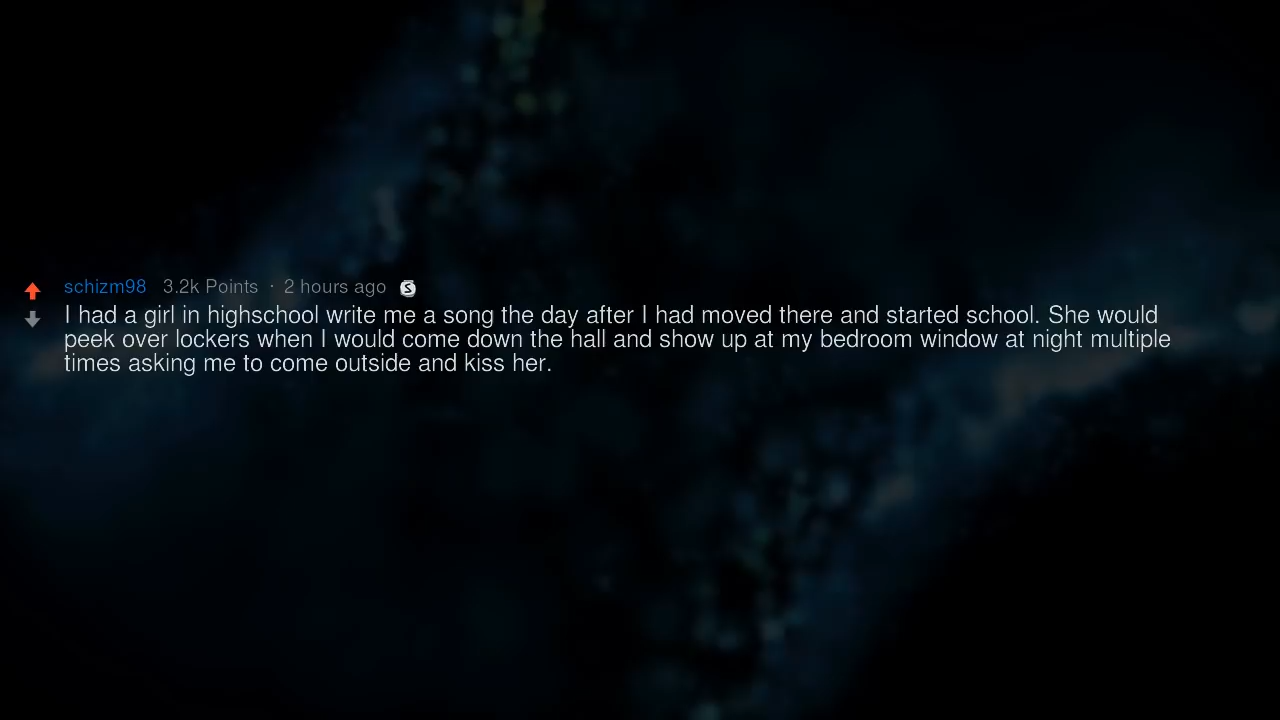 schizm98 3.2k Points · 2 hours ago S
I had a girl in highschool write me a song the day after I had moved there and started school. She would
peek over lockers when I would come down the hall and show up at my bedroom window at night multiple
times asking me to come outside and kiss her.